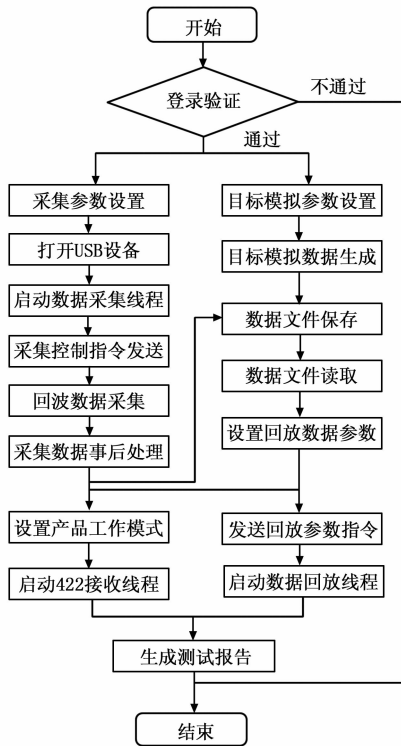 开始
登录验证
不通过
通过
采集参数设置
目标模拟参数设置
打开USB设备
目标模拟数据生成
启动数据采集线程
数据文件保存
采集控制指令发送
数据文件读取
回波数据采集
设置回放数据参数
采集数据事后处理
设置产品工作模式
发送回放参数指令
启动422接收线程
启动数据回放线程
生成测试报告
结束